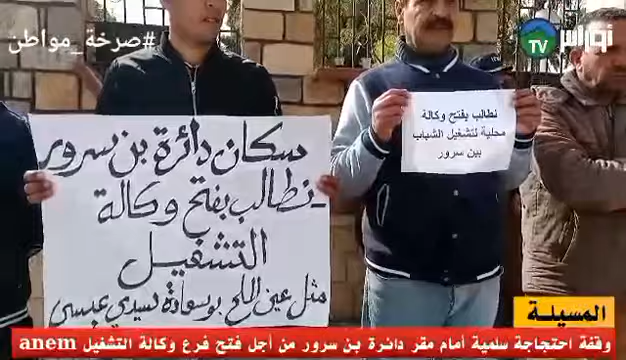 #صرخة_مواطن
نوميديا TV
سكان دائرة بن سرور
نطالب بفتح وكالة
التشغيل
مثل عين الملح بوسعادة سيدي عيسى
نطالب بفتح وكالة
محلية لتشغيل الشباب
ببن سرور
المسيلة
وقفة احتجاجة سلمية أمام مقر دائرة بن سرور من أجل فتح فرع وكالة التشغيل anem